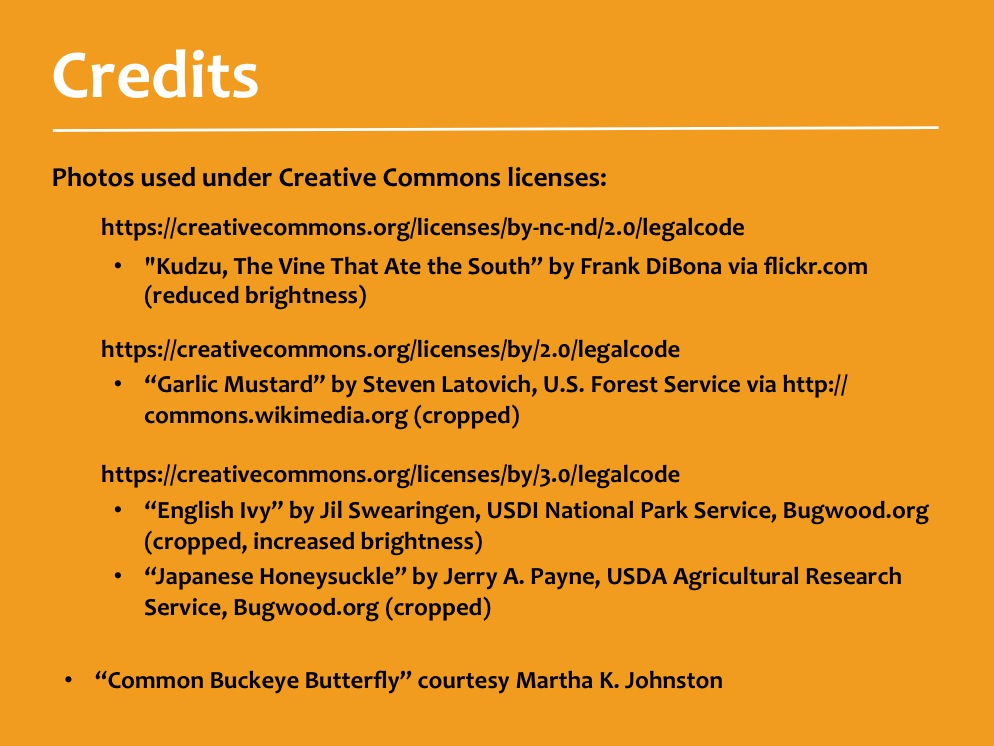 Credits
Photos used under Creative Commons licenses:
https://creativecommons.org/licenses/by-nc-nd/2.0/legalcode
• "Kudzu, The Vine That Ate the South” by Frank DiBona via flickr.com
(reduced brightness)
https://creativecommons.org/licenses/by/2.0/legalcode
• “Garlic Mustard” by Steven Latovich, U.S. Forest Service via http://
commons.wikimedia.org (cropped)
https://creativecommons.org/licenses/by/3.0/legalcode
• “English Ivy” by Jil Swearingen, USDI National Park Service, Bugwood.org
(cropped, increased brightness)
• “Japanese Honeysuckle” by Jerry A. Payne, USDA Agricultural Research
Service, Bugwood.org (cropped)
• “Common Buckeye Butterfly” courtesy Martha K. Johnston